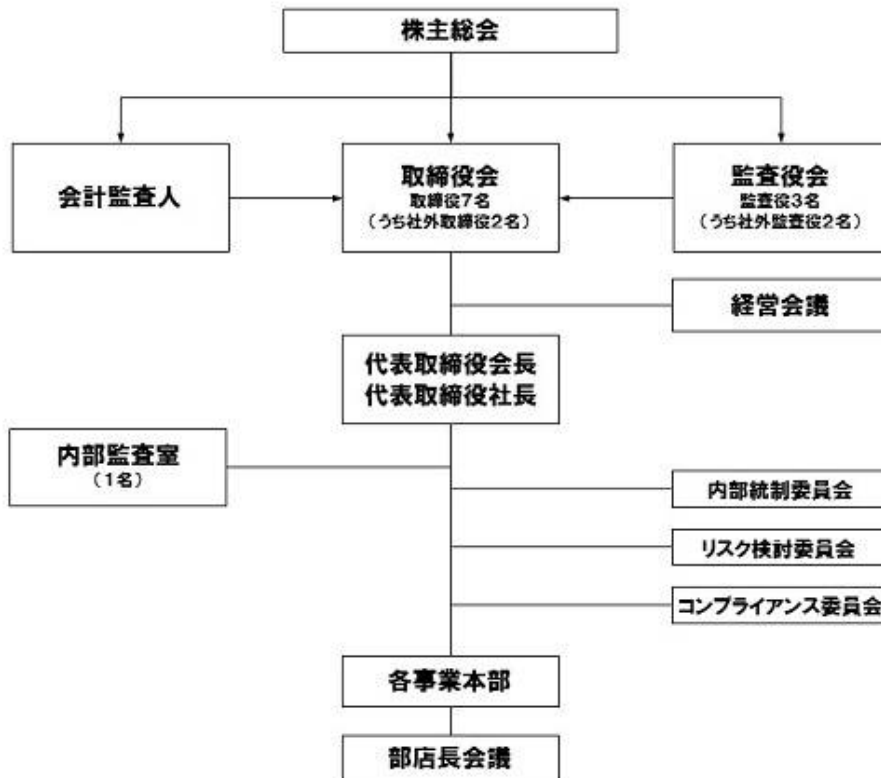 株主総会
会計監査人
取締役会
取締役7名
(うち社外取締役2名)
監査役会
監査役3名
(うち社外監査役2名)
経営会議
代表取締役会長
代表取締役社長
内部監査室
(1名)
内部統制委員会
リスク検討委員会
コンプライアンス委員会
各事業本部
部店長会議